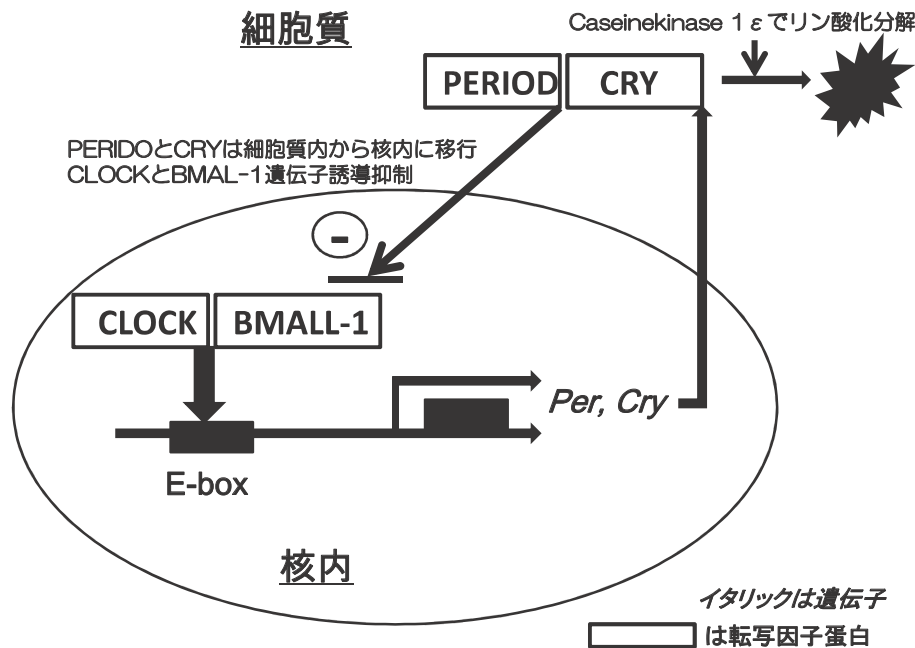 細胞質
Caseinekinase 1εでリン酸化分解
PERIOD CRY
PERIDOとCRYは細胞質内から核内に移行
CLOCKとBMAL-1遺伝子誘導抑制
-
CLOCK BMALL-1
Per, Cry
E-box
核内
イタリックは遺伝子
は転写因子蛋白